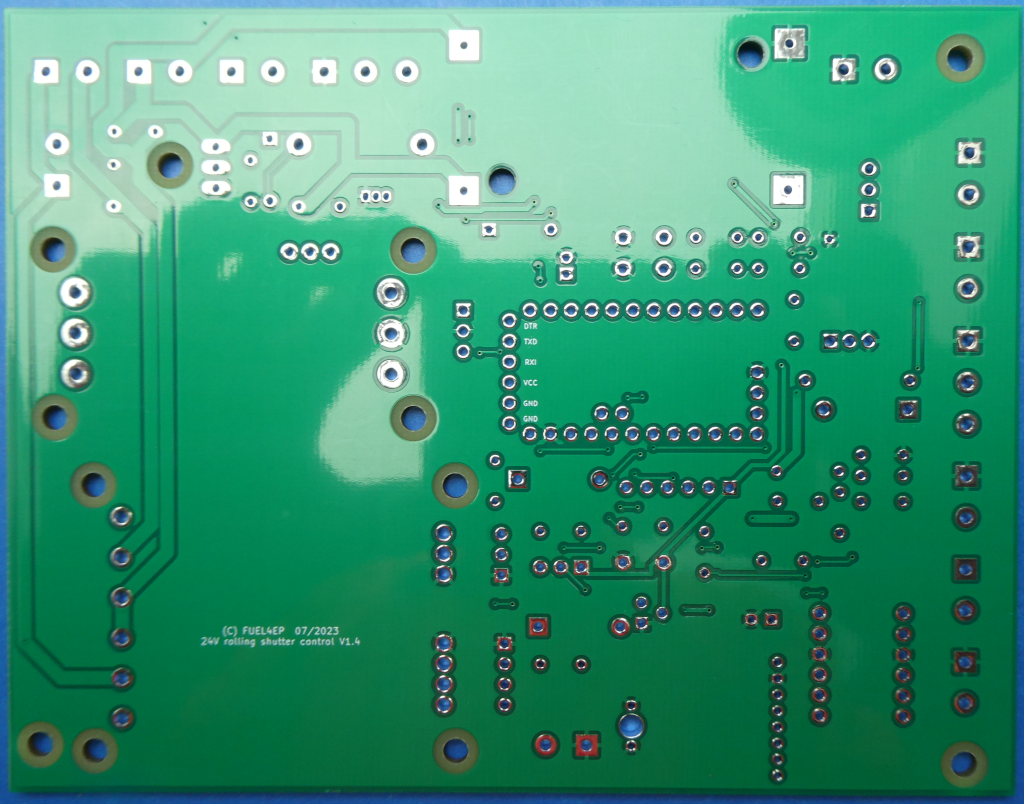 DTR
TXD
RXI
VCC
GND
GND
(C) FUEL4EP 07/2023
24V rolling shutter control V1.4